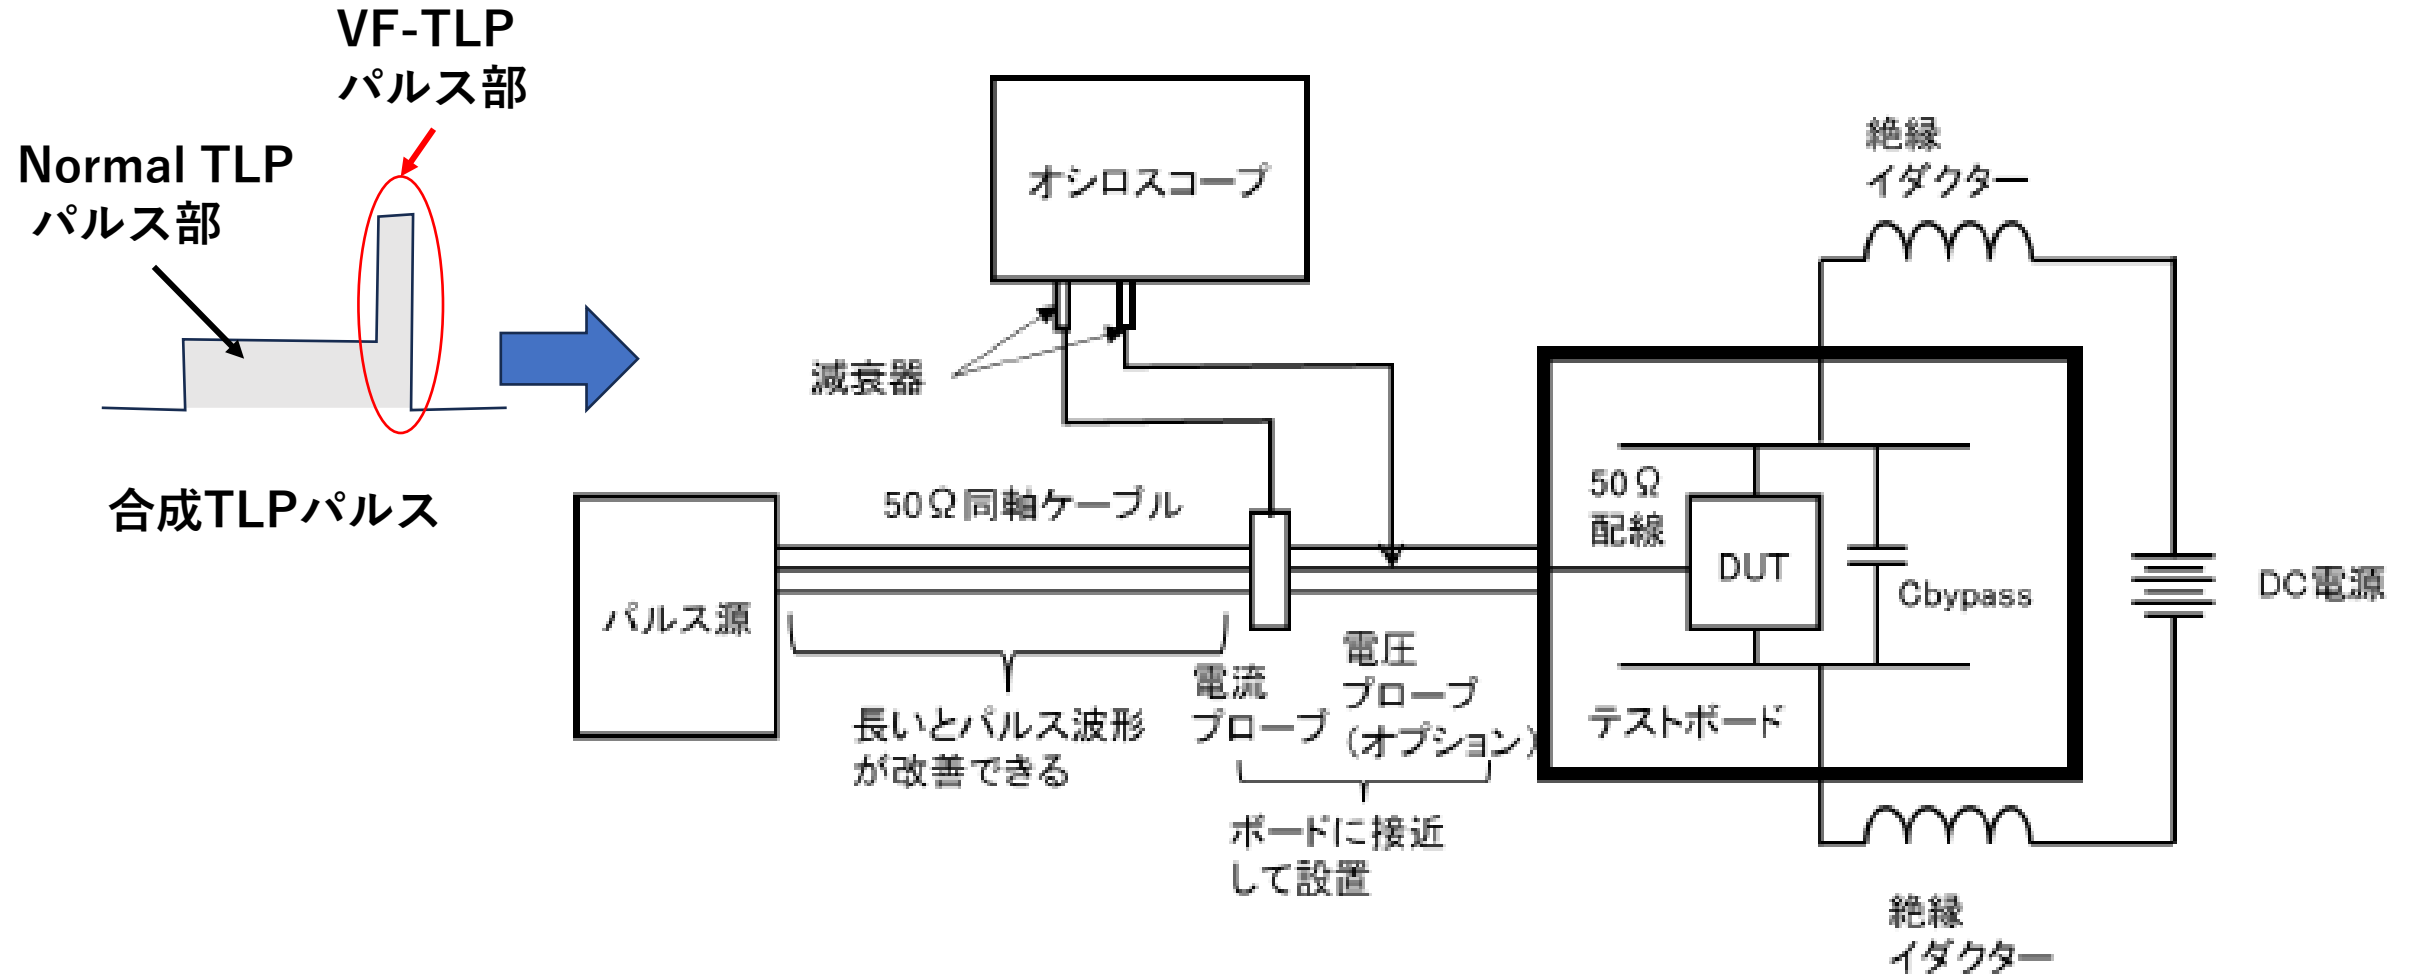 VF-TLP
パルス部
Normal TLP
パルス部
合成TLPパルス
オシロスコープ
減衰器
50Ω同軸ケーブル
パルス源
長いとパルス波形
が改善できる
電流
プローブ
電圧
プローブ
(オプション)
ボードに接近
して設置
50Ω
配線
DUT
Cbypass
テストボード
絶縁
イダクター
DC電源
絶縁
イダクター